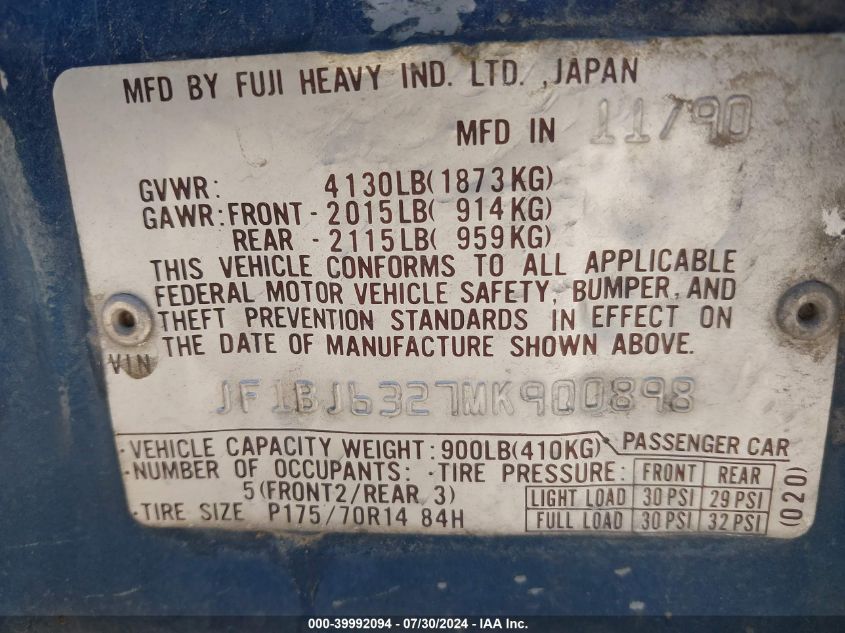 MFD BY FUJI HEAVY IND. LTD. ,JAPAN
MFD IN 11/90
GVWR: 4130LB(1873KG)
GAWR:FRONT-2015LB( 914KG)
REAR -2115LB( 959KG)
THIS VEHICLE CONFORMS TO ALL APPLICABLE
FEDERAL MOTOR VEHICLE SAFETY, BUMPER, AND
THEFT PREVENTION STANDARDS IN EFFECT ON
THE DATE OF MANUFACTURE SHOWN ABOVE.
VIN
JF1BJ6327MK900898
·VEHICLE CAPACITY WEIGHT:900LB(410KG)· PASSENGER CAR
·NUMBER OF OCCUPANTS: ·TIRE PRESSURE: FRONT REAR
5(FRONT2/REAR 3) LIGHT LOAD 30 PSI 29 PSI
·TIRE SIZE P175/70R14 84H FULL LOAD 30 PSI 32 PSI
(020)
000-39992094 / 07/30/2024 - IAA Inc.